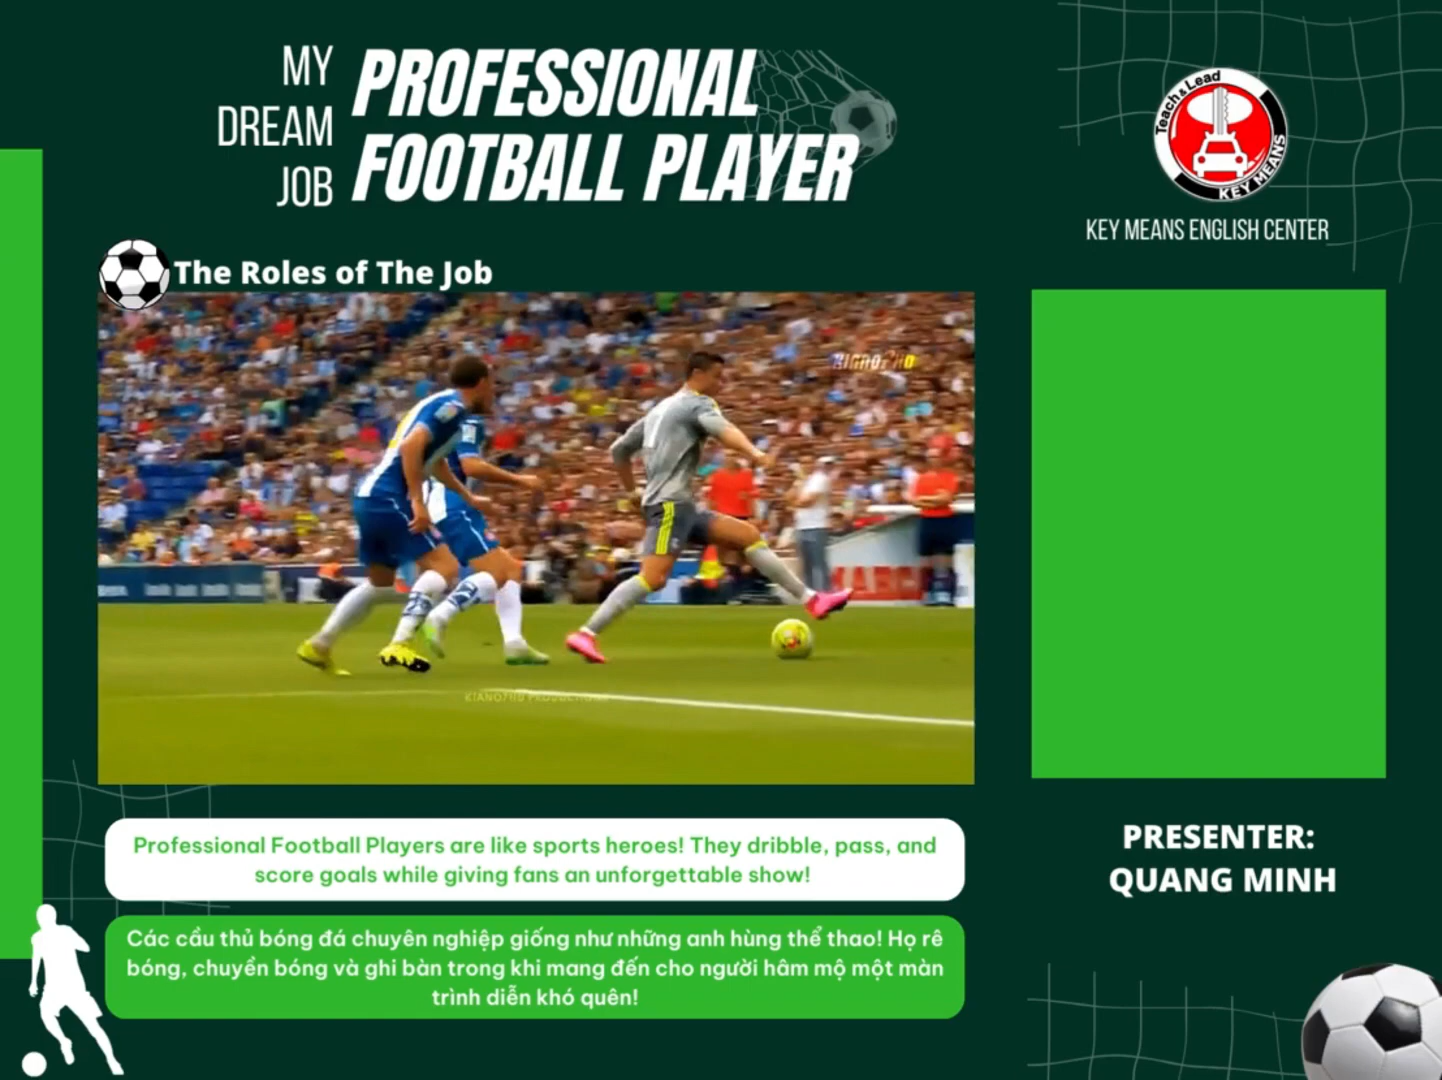 MY
DREAM
JOB
PROFESSIONAL
FOOTBALL PLAYER
Teach & Lead
KEY MEANS
KEY MEANS ENGLISH CENTER
The Roles of The Job
7
Professional Football Players are like sports heroes! They dribble, pass, and
score goals while giving fans an unforgettable show!
Các cầu thủ bóng đá chuyên nghiệp giống như những anh hùng thể thao! Họ rê
bóng, chuyền bóng và ghi bàn trong khi mang đến cho người hâm mộ một màn
trình diễn khó quên!
PRESENTER:
QUANG MINH